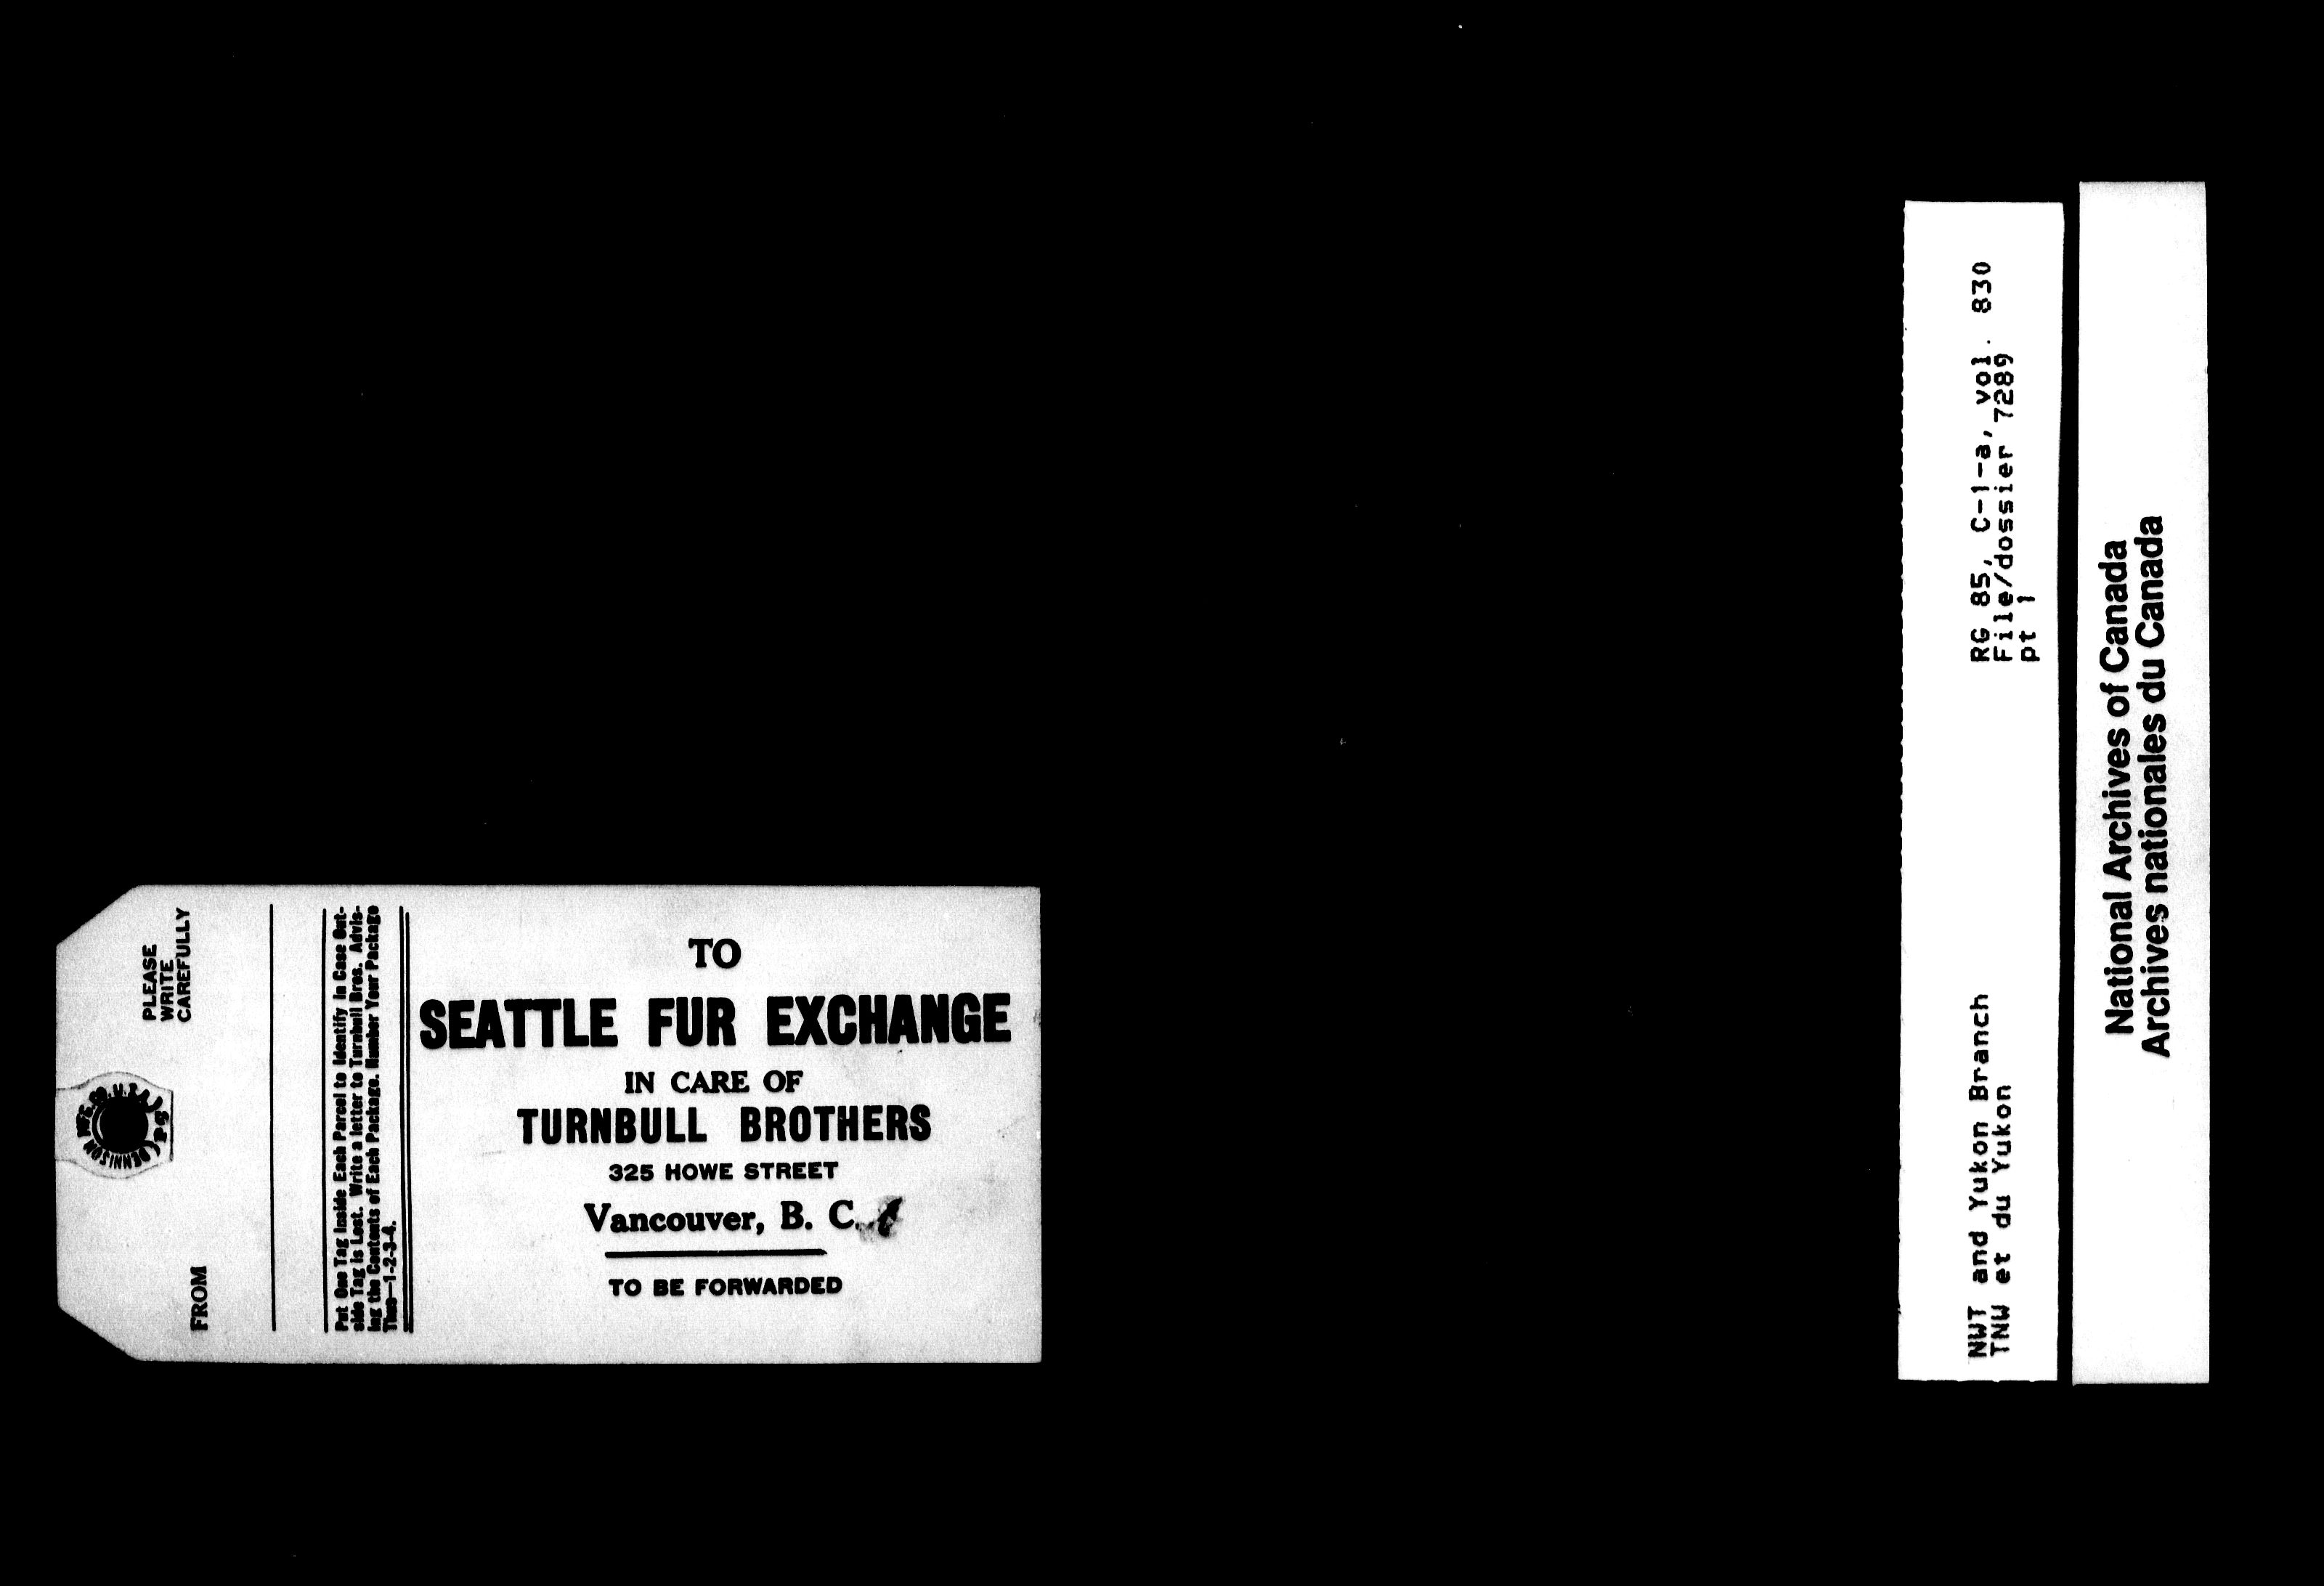 PLEASE
WRITE
CAREFULLY
FROM
DENNISON MFG. CO. U.S.A.
Put One Tag Inside Each Parcel to Identify In Case Out-
side Tag is Lost. Write a letter to Turnbull Bros. Advis-
ing the Contents of Each Package. Number Your Package
Thus—1-2-3-4.
TO
SEATTLE FUR EXCHANGE
IN CARE OF
TURNBULL BROTHERS
325 HOWE STREET
Vancouver, B. C.
TO BE FORWARDED
NWT and Yukon Branch
TNW et du Yukon
RG 85, C-1-a, vol. 830
File/dossier 7289
pt 1
National Archives of Canada
Archives nationales du Canada